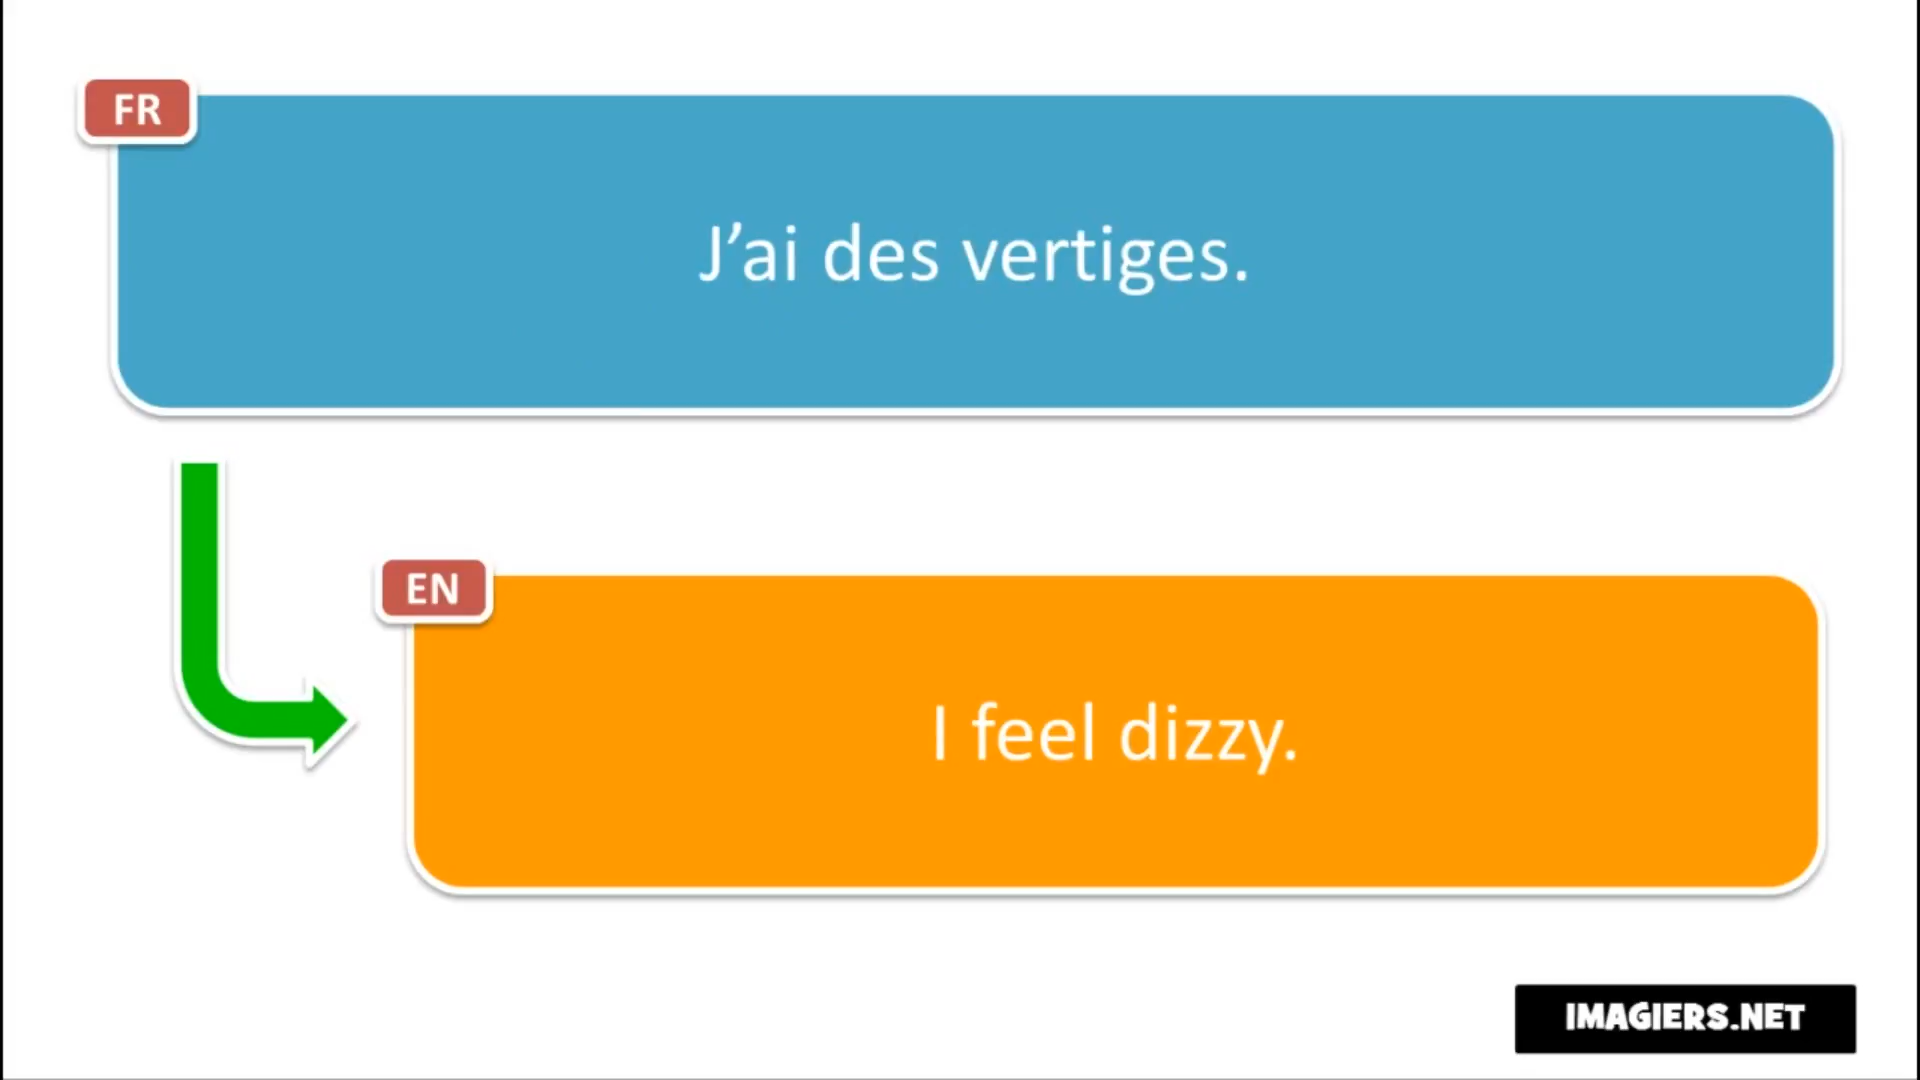 FR
J’ai des vertiges.
EN
I feel dizzy.
IMAGIERS.NET